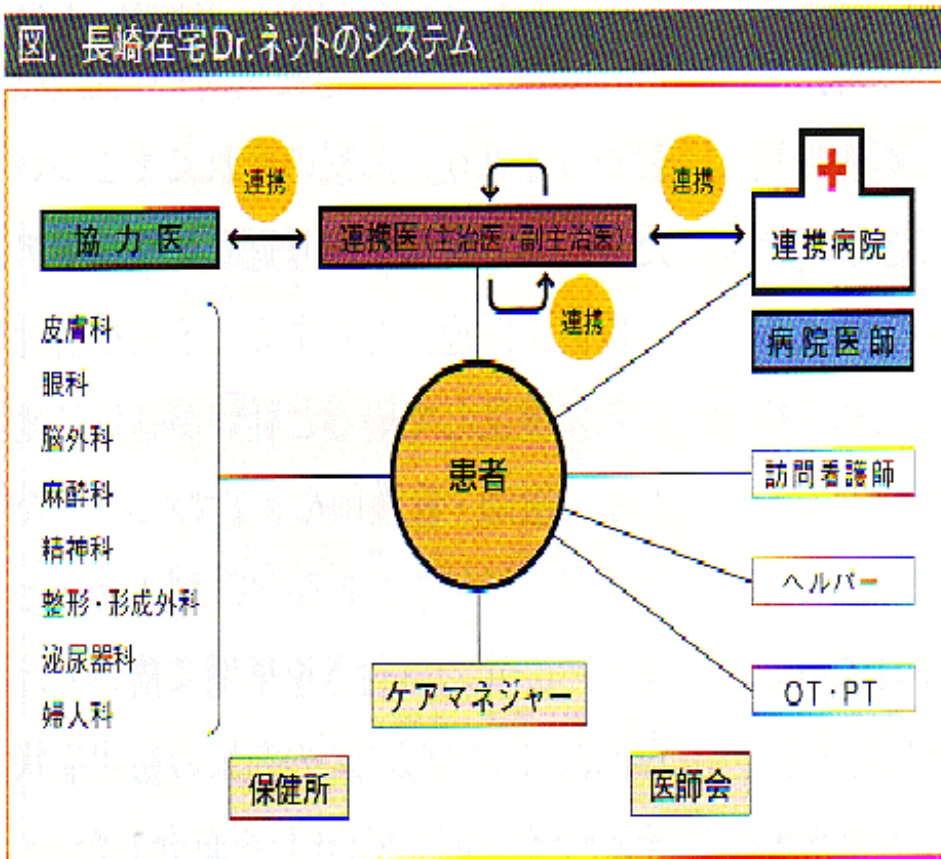 図. 長崎在宅Dr.ネットのシステム
連携
連携
協力医
連携医(主治医・副主治医)
連携病院
連携
病院医師
皮膚科
眼科
脳外科
麻酔科
精神科
整形・形成外科
泌尿器科
婦人科
患者
訪問看護師
ヘルパー
OT・PT
ケアマネジャー
保健所
医師会